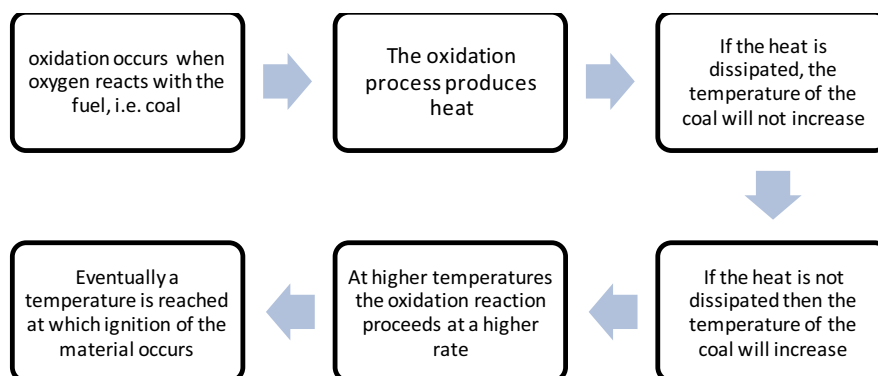 oxidation occurs when
oxygen reacts with the
fuel, i.e. coal
The oxidation
process produces
heat
If the heat is
dissipated, the
temperature of the
coal will not increase
If the heat is not
dissipated then the
temperature of the
coal will increase
At higher temperatures
the oxidation reaction
proceeds at a higher
rate
Eventually a
temperature is reached
at which ignition of the
material occurs